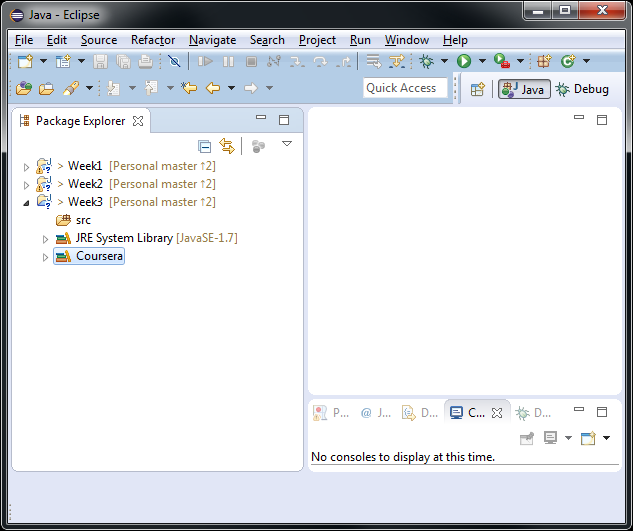 Java - Eclipse
File Edit Source Refactor Navigate Search Project Run Window Help
Quick Access Java Debug
Package Explorer
> Week1 [Personal master ↑2]
> Week2 [Personal master ↑2]
> Week3 [Personal master ↑2]
src
JRE System Library [JavaSE-1.7]
Coursera
P... @ J... D... C... D...
No consoles to display at this time.